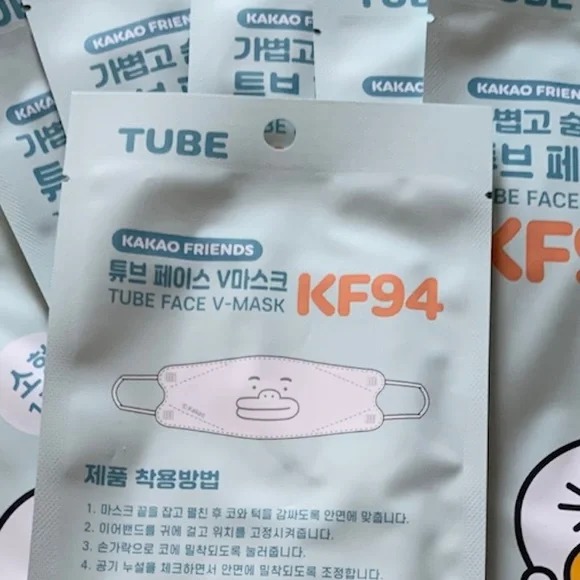 KAKAO FRIENDS
가볍고
튜브
KAKAO FRIENDS
가볍고
튜브
KAKAO
KAKAO FRIENDS
볍고
브 페
BE FACE
KF9
TUBE
KAKAO FRIENDS
튜브 페이스 V마스크
TUBE FACE V-MASK
KF94
제품 착용방법
1. 마스크 끝을 잡고 펼친 후 코와 턱을 감싸도록 안면에 맞춥니다.
2. 이어밴드를 귀에 걸고 위치를 고정시켜줍니다.
3. 손가락으로 코에 밀착되도록 눌러줍니다.
4. 공기 누설을 체크하면서 안면에 밀착되도록 조정합니다.